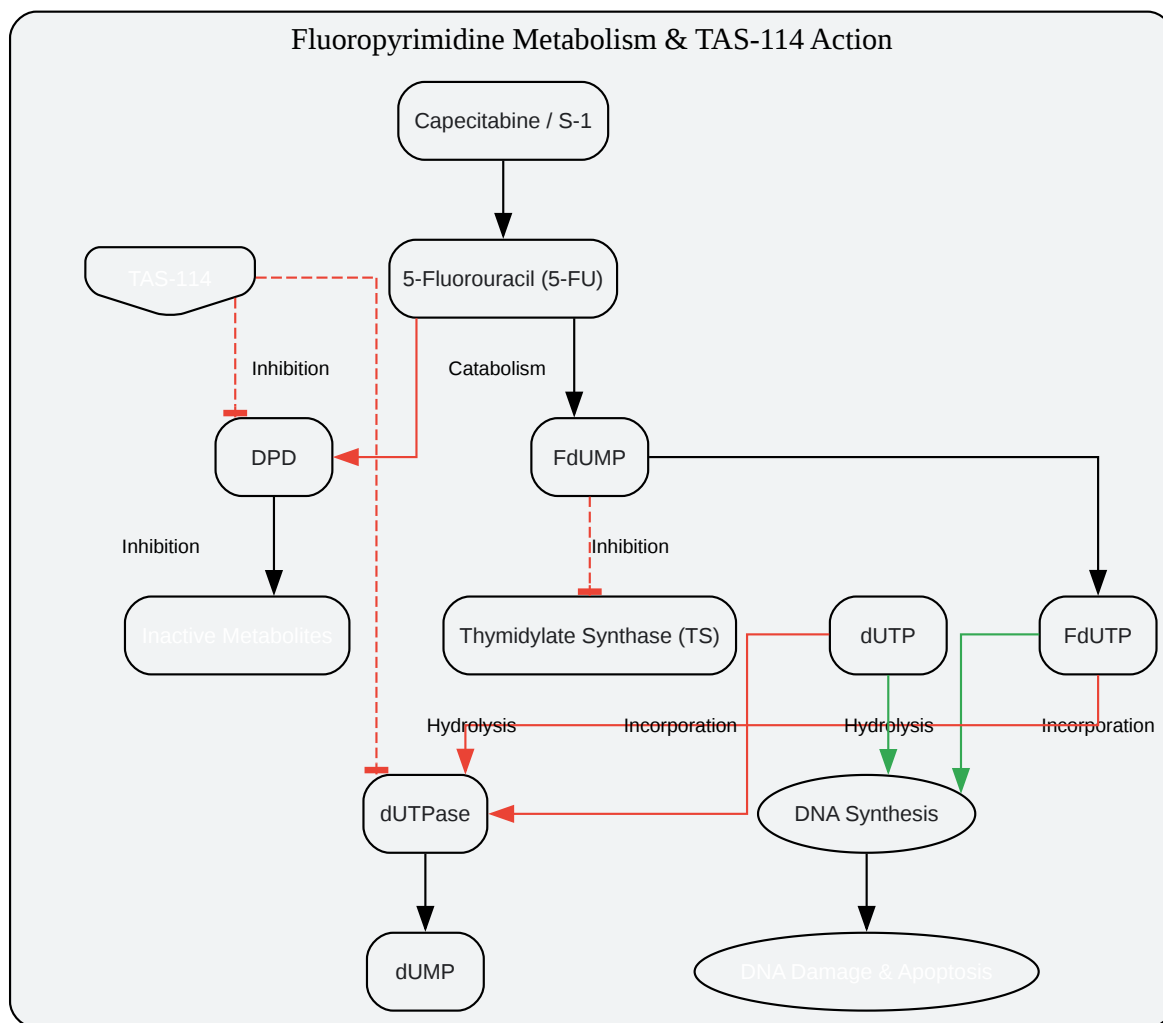 Fluoropyrimidine Metabolism & TAS-114 Action
Capecitabine / S-1
TAS-114
5-Fluorouracil (5-FU)
Inhibition
Catabolism
DPD
FdUMP
Inhibition
Inhibition
Inactive Metabolites
Thymidylate Synthase (TS)
dUTP
FdUTP
Hydrolysis
Incorporation
Hydrolysis
Incorporation
dUTPase
DNA Synthesis
dUMP
DNA Damage & Apoptosis